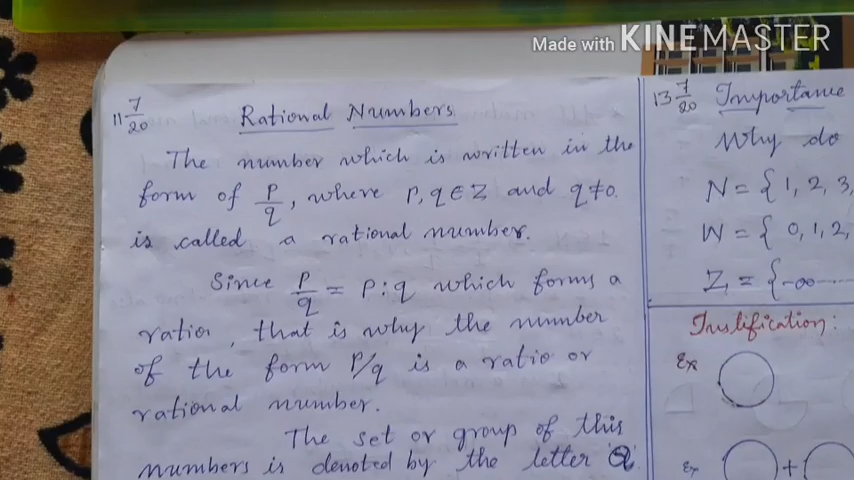 Made with KINEMASTER
11 7/20
Rational Numbers
The number which is written in the
form of P/q, where P, q ∈ Z and q ≠ 0.
is called a rational number.
Since P/q = P : q which forms a
ratio, that is why the number
of the form P/q is a ratio or
rational number.
The set or group of this
numbers is denoted by the letter 'Q'
13 7/20 Importance
Why do
N = { 1, 2, 3,
W = { 0, 1, 2,
Z = { -∞ ------
Justification:
Ex
Ex
+